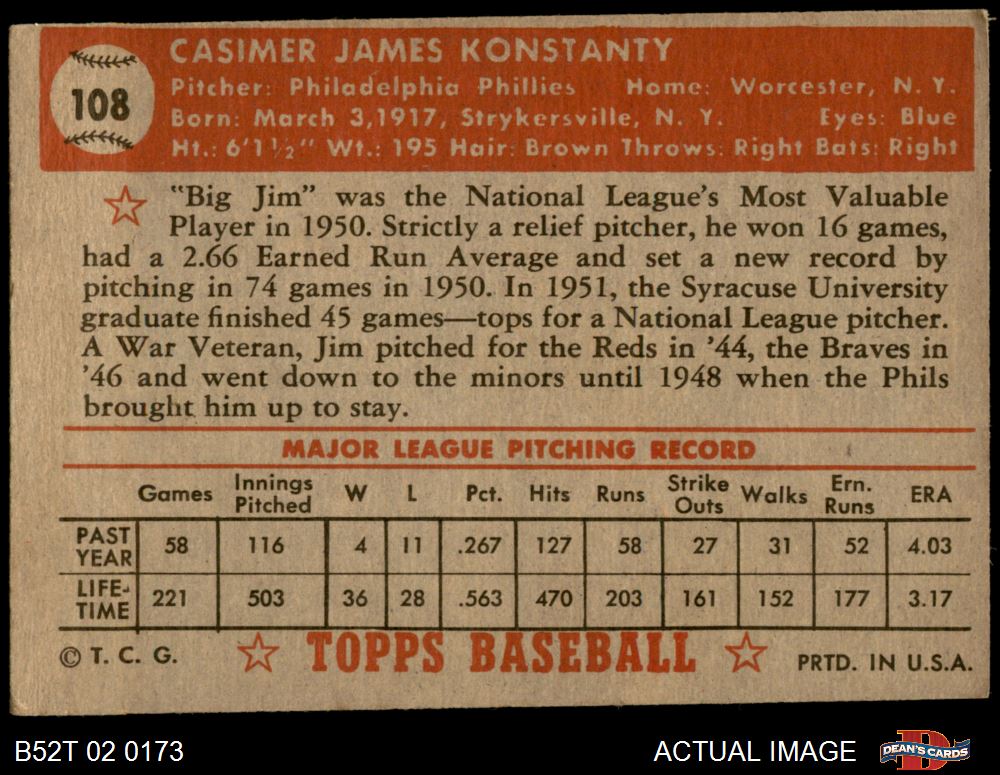 108
CASIMER JAMES KONSTANTY
Pitcher: Philadelphia Phillies Home: Worcester, N. Y.
Born: March 3, 1917, Strykersville, N. Y. Eyes: Blue
Ht.: 6'1½" Wt.: 195 Hair: Brown Throws: Right Bats: Right
"Big Jim" was the National League's Most Valuable
Player in 1950. Strictly a relief pitcher, he won 16 games,
had a 2.66 Earned Run Average and set a new record by
pitching in 74 games in 1950. In 1951, the Syracuse University
graduate finished 45 games—tops for a National League pitcher.
A War Veteran, Jim pitched for the Reds in '44, the Braves in
'46 and went down to the minors until 1948 when the Phils
brought him up to stay.
MAJOR LEAGUE PITCHING RECORD
Games Innings Pitched W L Pct. Hits Runs Strike Outs Walks Ern. Runs ERA
PAST YEAR 58 116 4 11 .267 127 58 27 31 52 4.03
LIFE-TIME 221 503 36 28 .563 470 203 161 152 177 3.17
© T. C. G. TOPPS BASEBALL PRTD. IN U.S.A.
B52T 02 0173 ACTUAL IMAGE DEAN'S CARDS